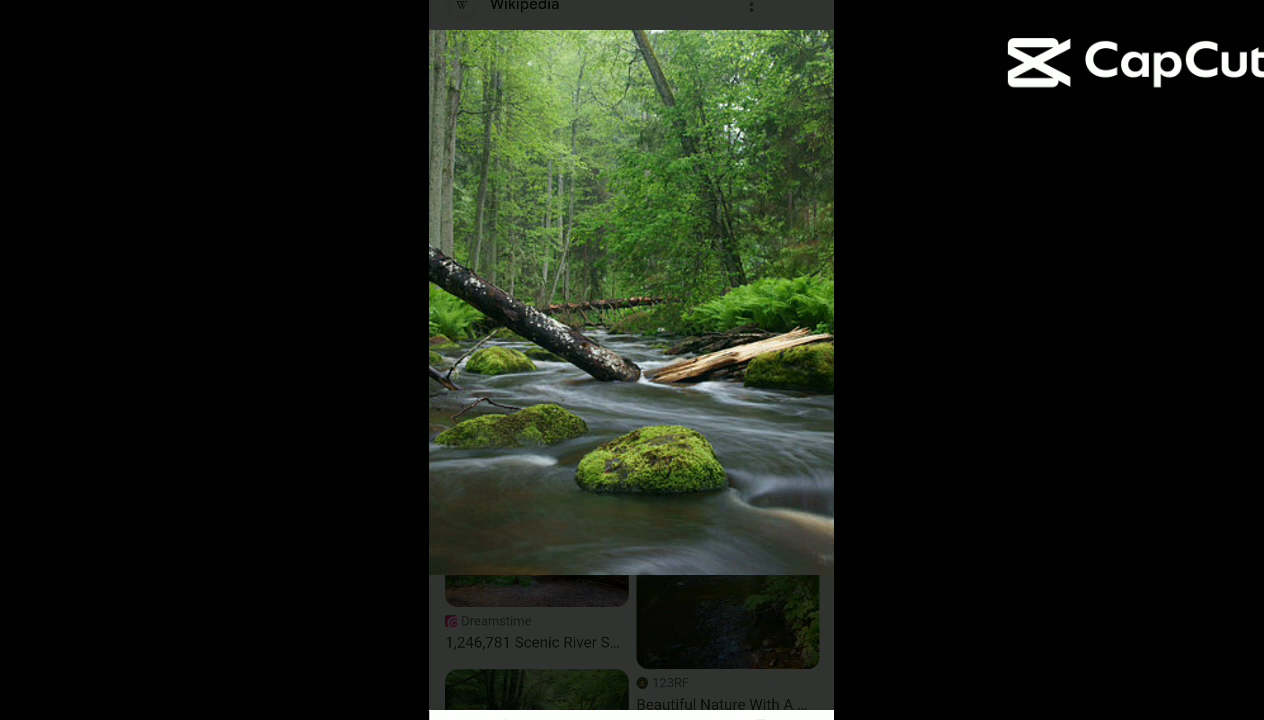 W Wikipedia
CapCut
Dreamstime
1,246,781 Scenic River S...
123RF
Beautiful Nature With A ...